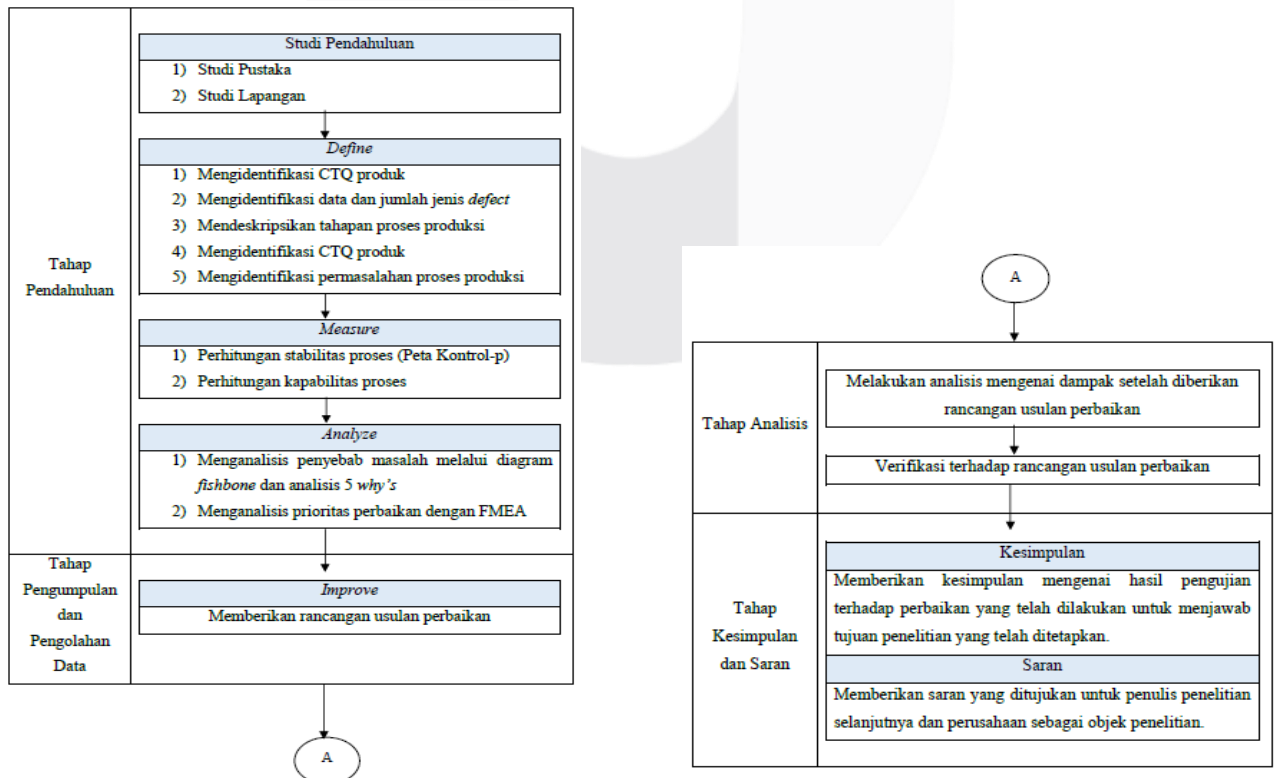 Tahap
Pendahuluan
Studi Pendahuluan
1) Studi Pustaka
2) Studi Lapangan
Define
1) Mengidentifikasi CTQ produk
2) Mengidentifikasi data dan jumlah jenis defect
3) Mendeskripsikan tahapan proses produksi
4) Mengidentifikasi CTQ produk
5) Mengidentifikasi permasalahan proses produksi
Measure
1) Perhitungan stabilitas proses (Peta Kontrol-p)
2) Perhitungan kapabilitas proses
Analyze
1) Menganalisis penyebab masalah melalui diagram
fishbone dan analisis 5 why's
2) Menganalisis prioritas perbaikan dengan FMEA
Tahap
Pengumpulan
dan
Pengolahan
Data
Improve
Memberikan rancangan usulan perbaikan
A
A
Tahap Analisis
Melakukan analisis mengenai dampak setelah diberikan
rancangan usulan perbaikan
Verifikasi terhadap rancangan usulan perbaikan
Tahap
Kesimpulan
dan Saran
Kesimpulan
Memberikan kesimpulan mengenai hasil pengujian
terhadap perbaikan yang telah dilakukan untuk menjawab
tujuan penelitian yang telah ditetapkan.
Saran
Memberikan saran yang ditujukan untuk penulis penelitian
selanjutnya dan perusahaan sebagai objek penelitian.